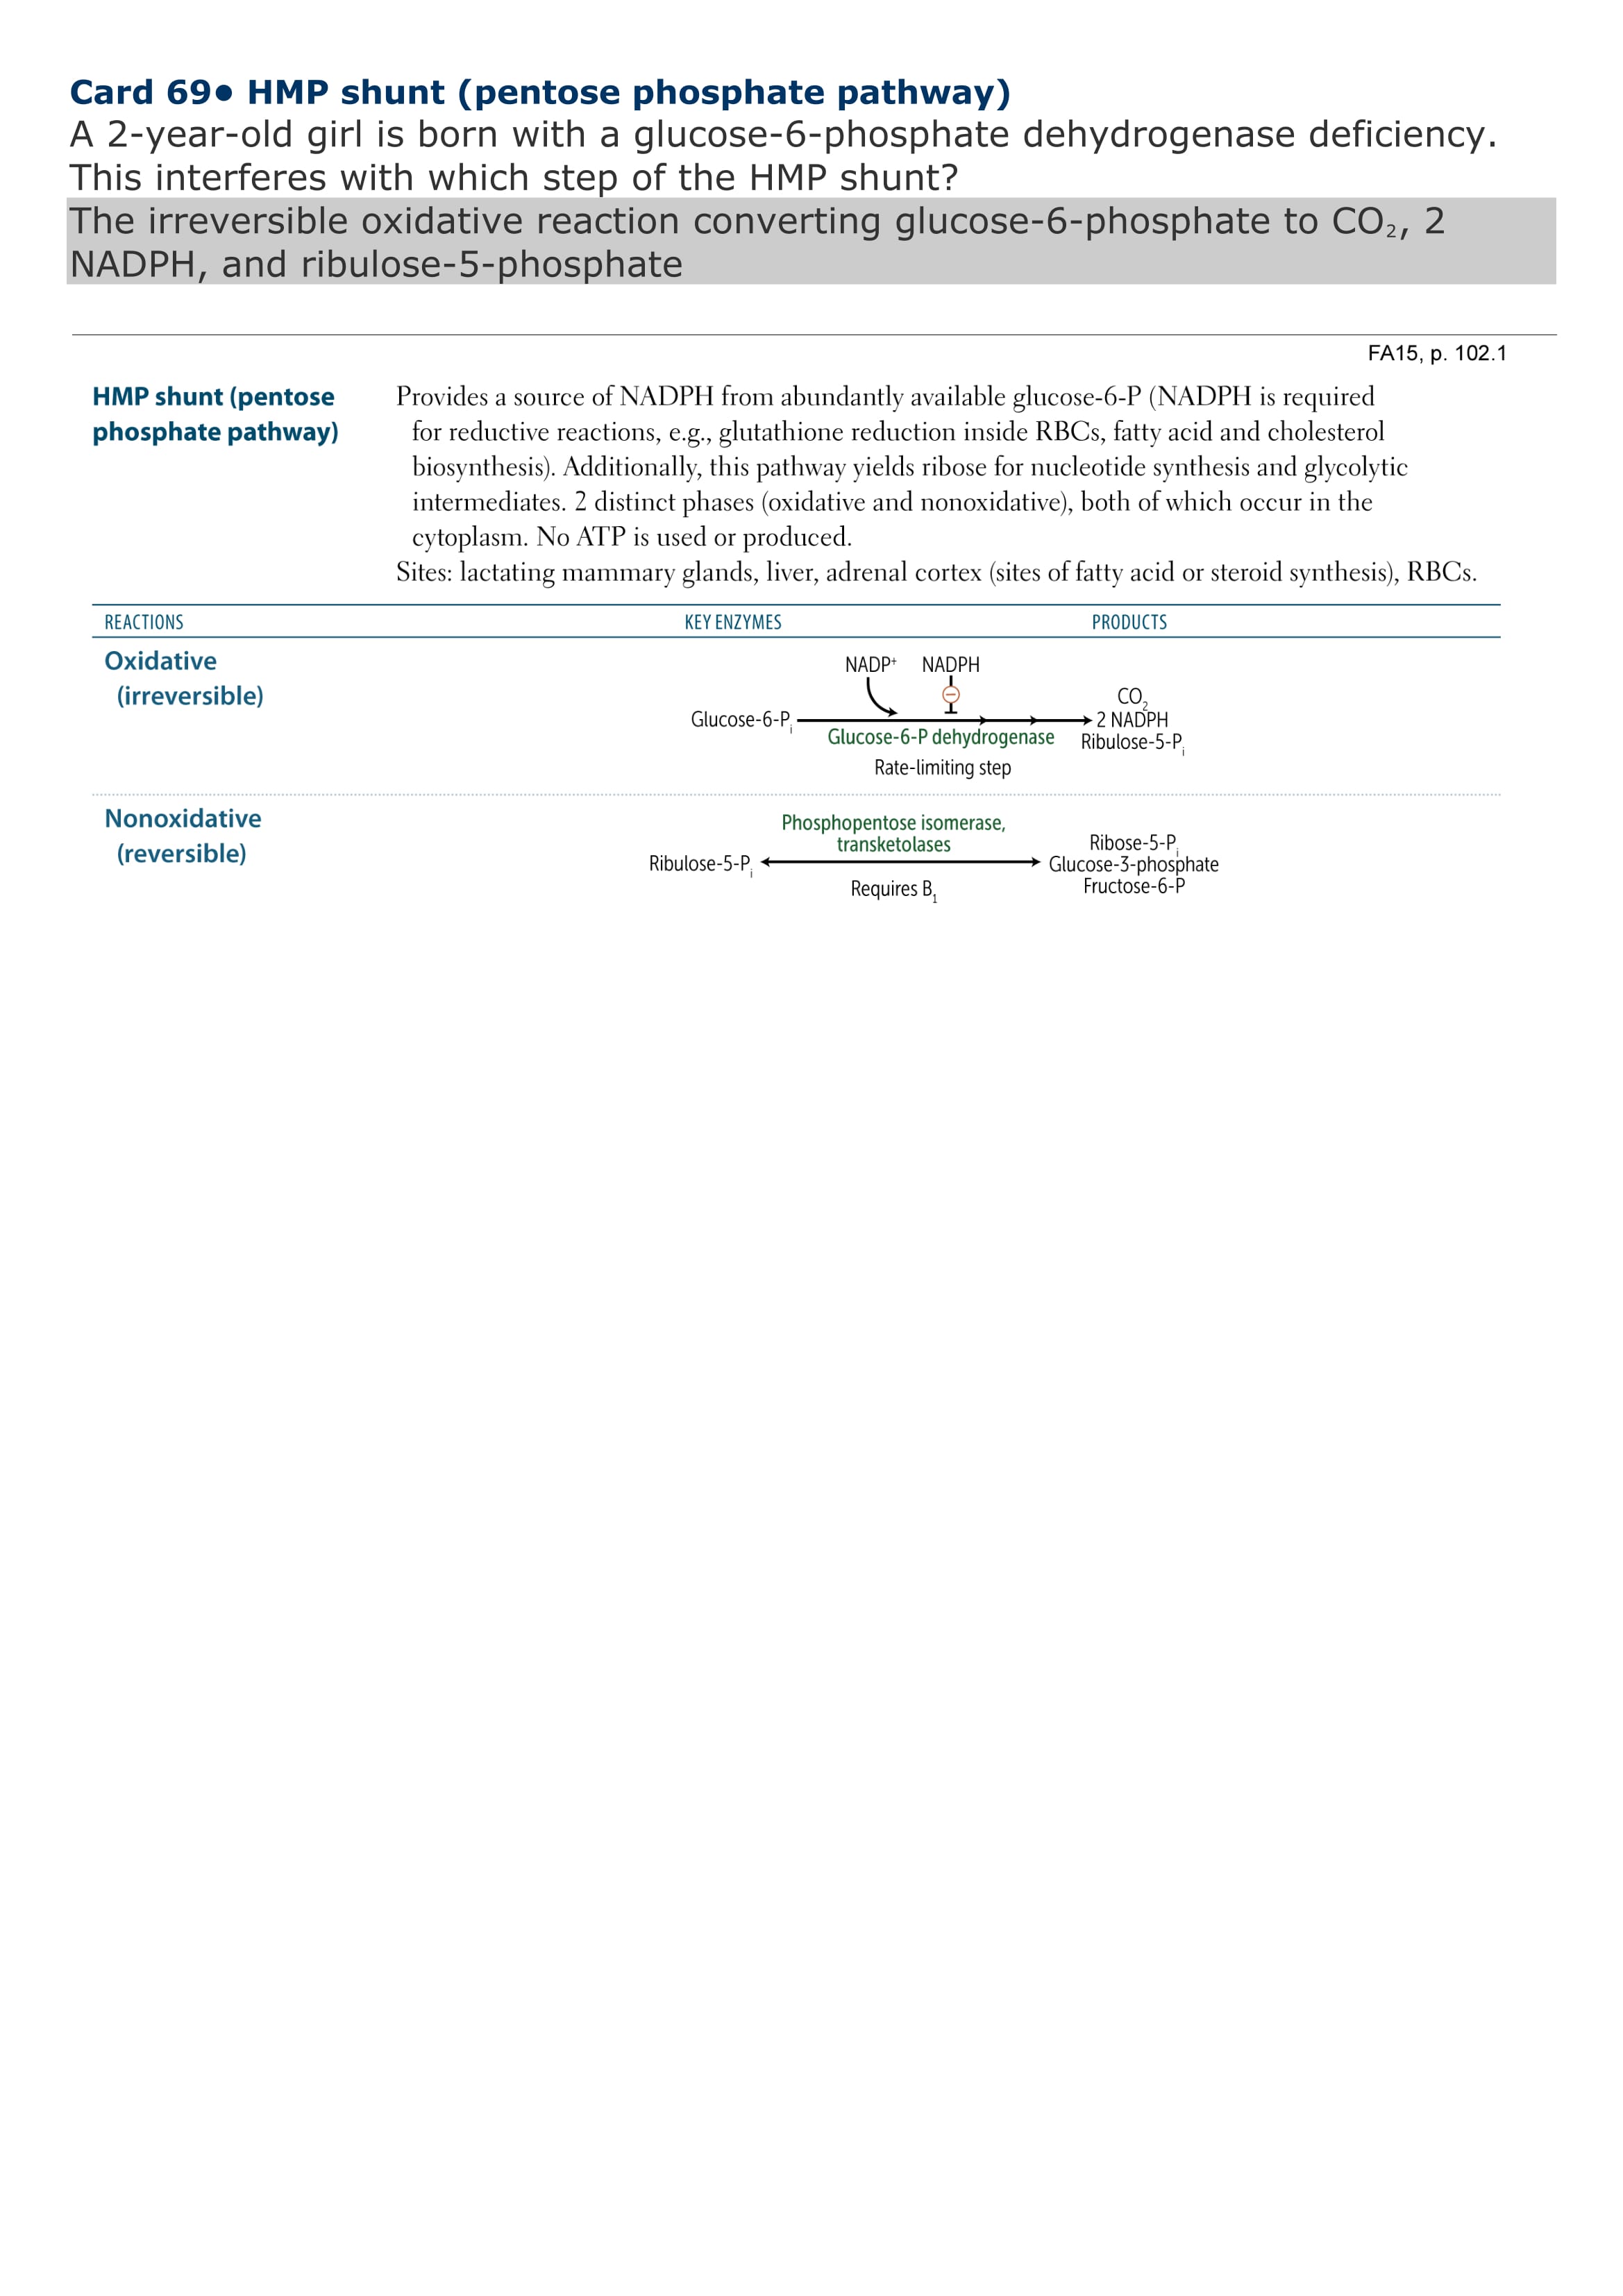 Card 69● HMP shunt (pentose phosphate pathway)
A 2-year-old girl is born with a glucose-6-phosphate dehydrogenase deficiency.
This interferes with which step of the HMP shunt?
The irreversible oxidative reaction converting glucose-6-phosphate to CO₂, 2
NADPH, and ribulose-5-phosphate
FA15, p. 102.1
HMP shunt (pentose
phosphate pathway)
Provides a source of NADPH from abundantly available glucose-6-P (NADPH is required
for reductive reactions, e.g., glutathione reduction inside RBCs, fatty acid and cholesterol
biosynthesis). Additionally, this pathway yields ribose for nucleotide synthesis and glycolytic
intermediates. 2 distinct phases (oxidative and nonoxidative), both of which occur in the
cytoplasm. No ATP is used or produced.
Sites: lactating mammary glands, liver, adrenal cortex (sites of fatty acid or steroid synthesis), RBCs.
REACTIONS KEY ENZYMES PRODUCTS
Oxidative
(irreversible)
NADP⁺ NADPH
−
Glucose-6-Pᵢ
Glucose-6-P dehydrogenase
Rate-limiting step
CO₂
2 NADPH
Ribulose-5-Pᵢ
Nonoxidative
(reversible)
Ribulose-5-Pᵢ
Phosphopentose isomerase,
transketolases
Requires B₁
Ribose-5-Pᵢ
Glucose-3-phosphate
Fructose-6-P